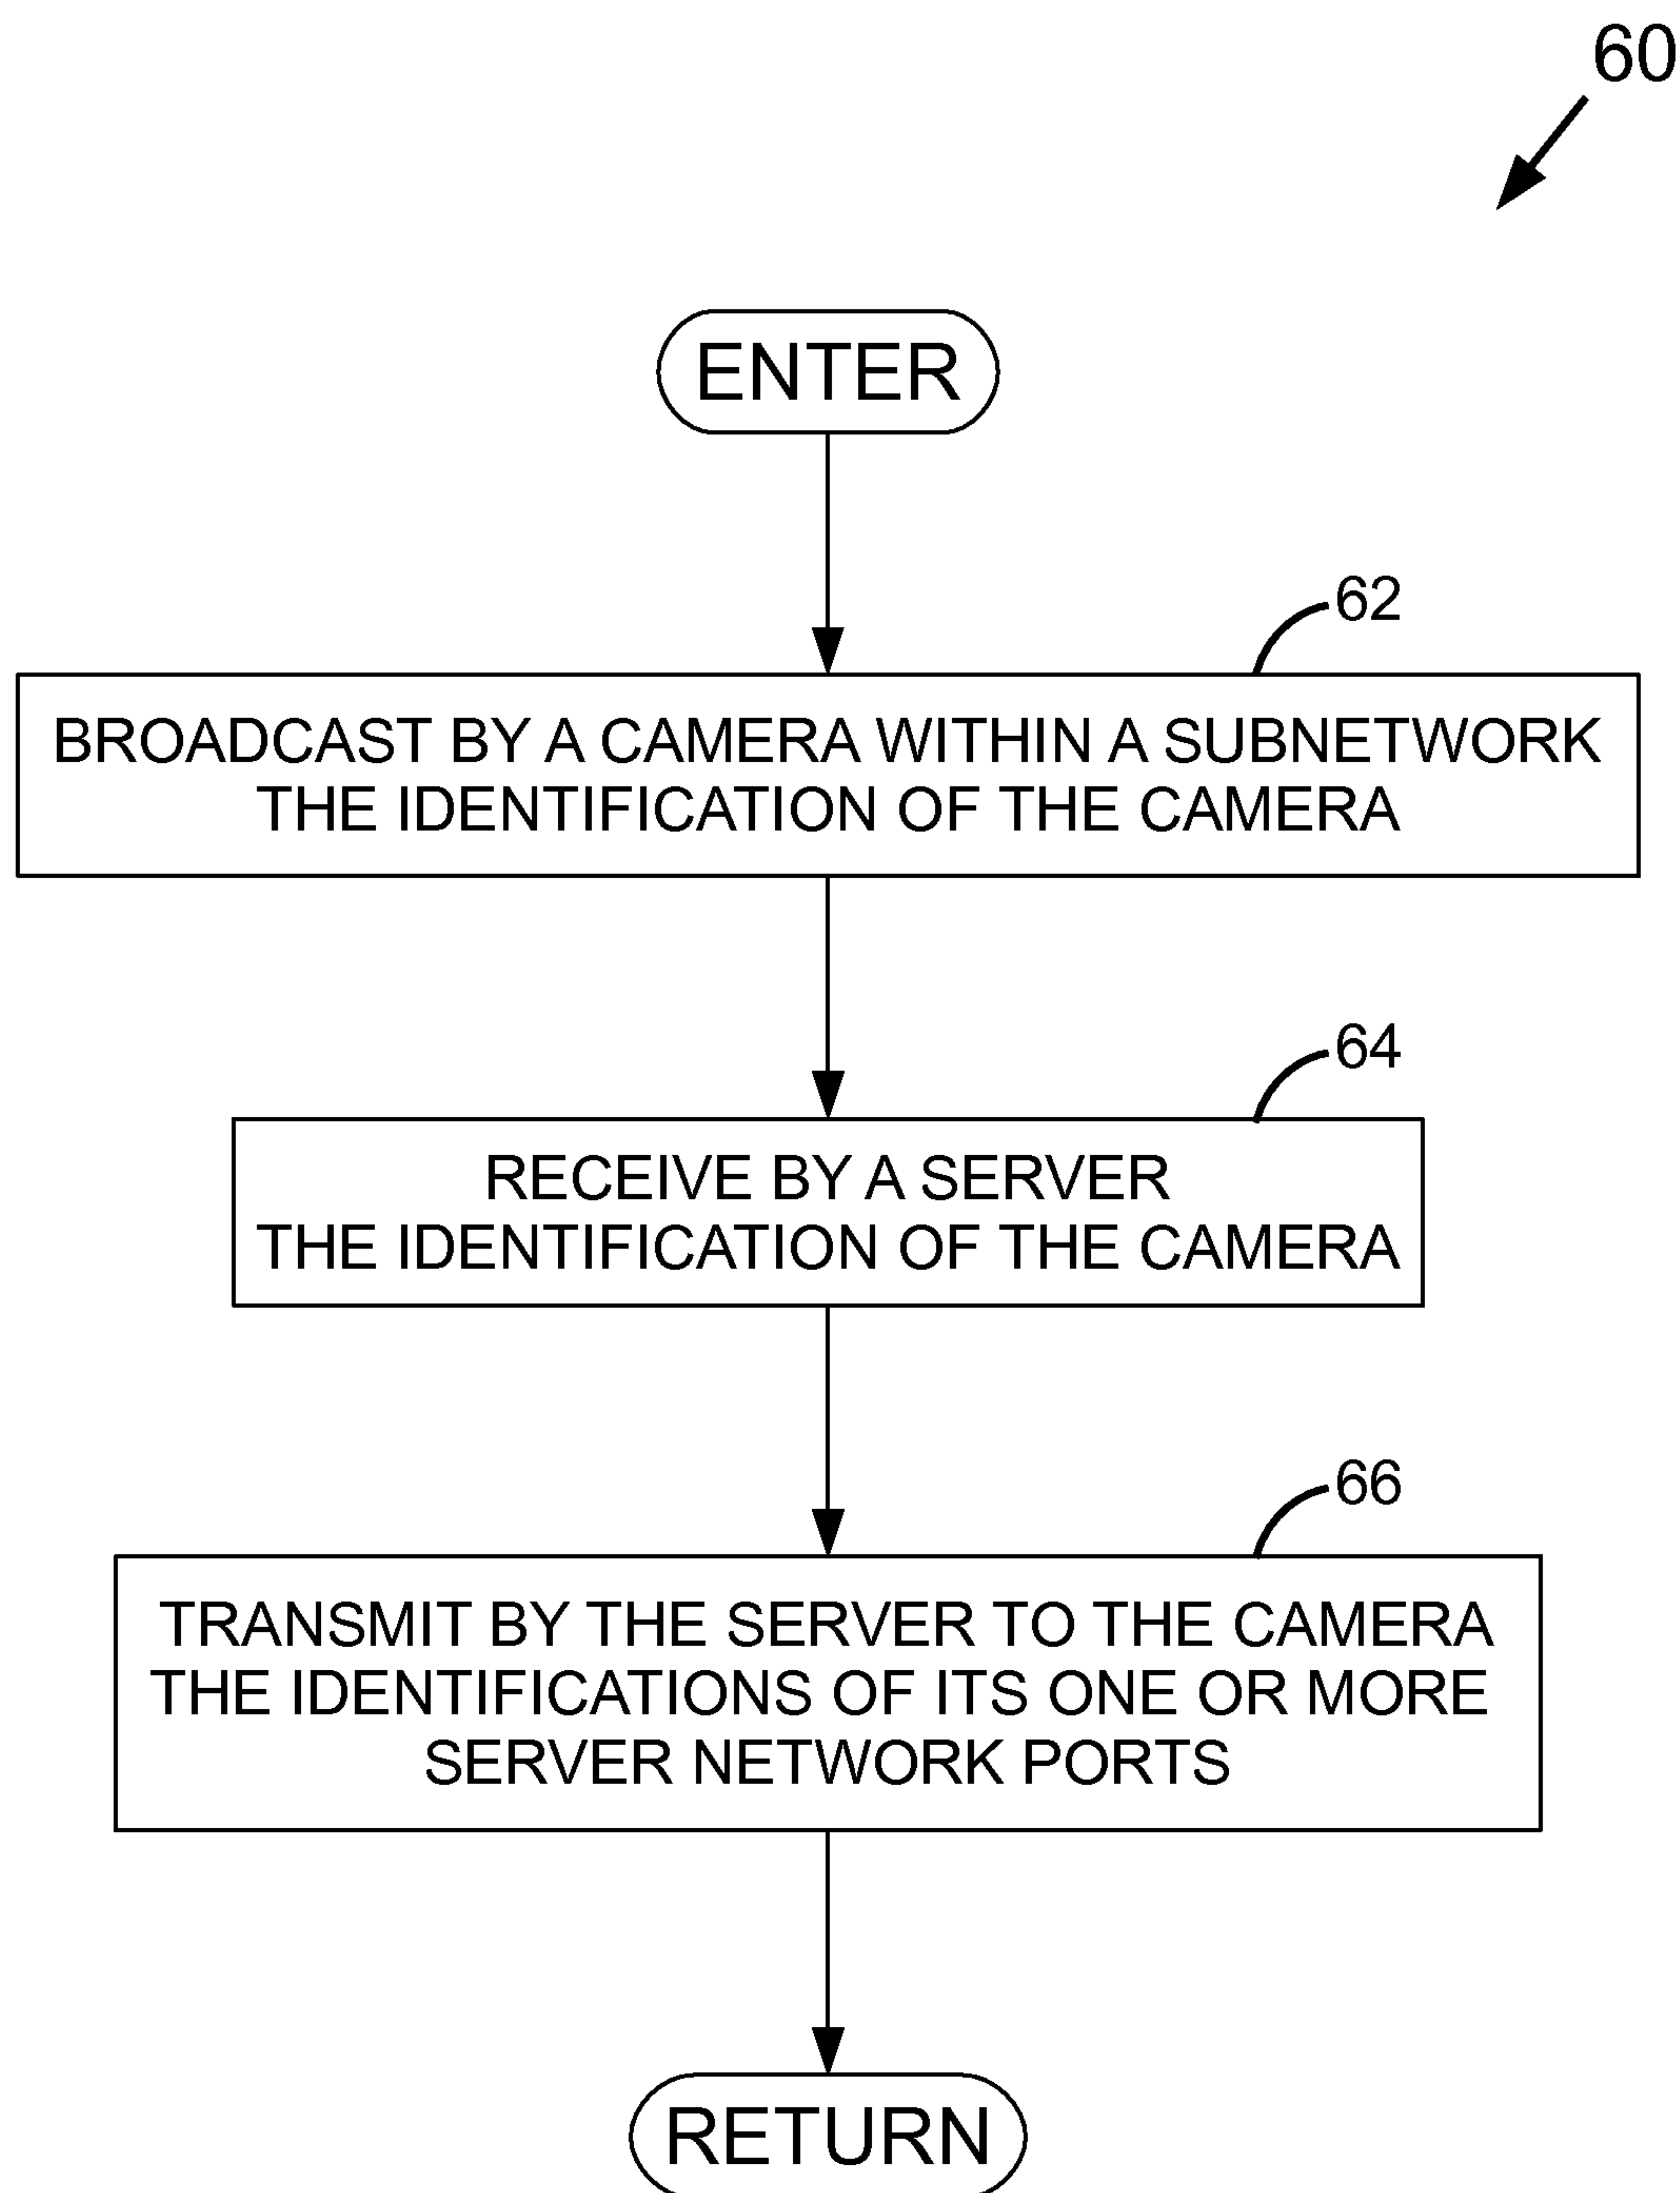 60
ENTER
62
BROADCAST BY A CAMERA WITHIN A SUBNETWORK
THE IDENTIFICATION OF THE CAMERA
64
RECEIVE BY A SERVER
THE IDENTIFICATION OF THE CAMERA
66
TRANSMIT BY THE SERVER TO THE CAMERA
THE IDENTIFICATIONS OF ITS ONE OR MORE
SERVER NETWORK PORTS
RETURN